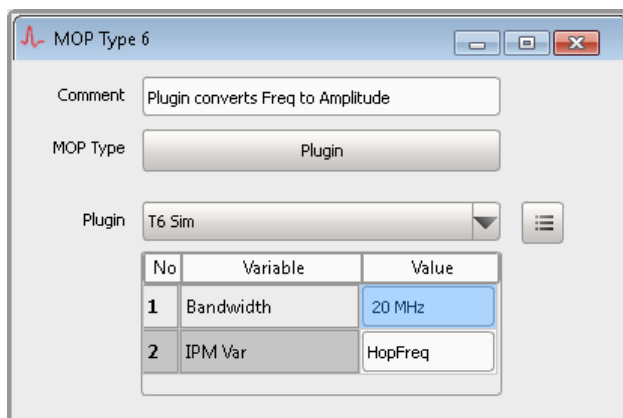 MOP Type 6
Comment Plugin converts Freq to Amplitude
MOP Type Plugin
Plugin T6 Sim
No Variable Value
1 Bandwidth 20 MHz
2 IPM Var HopFreq